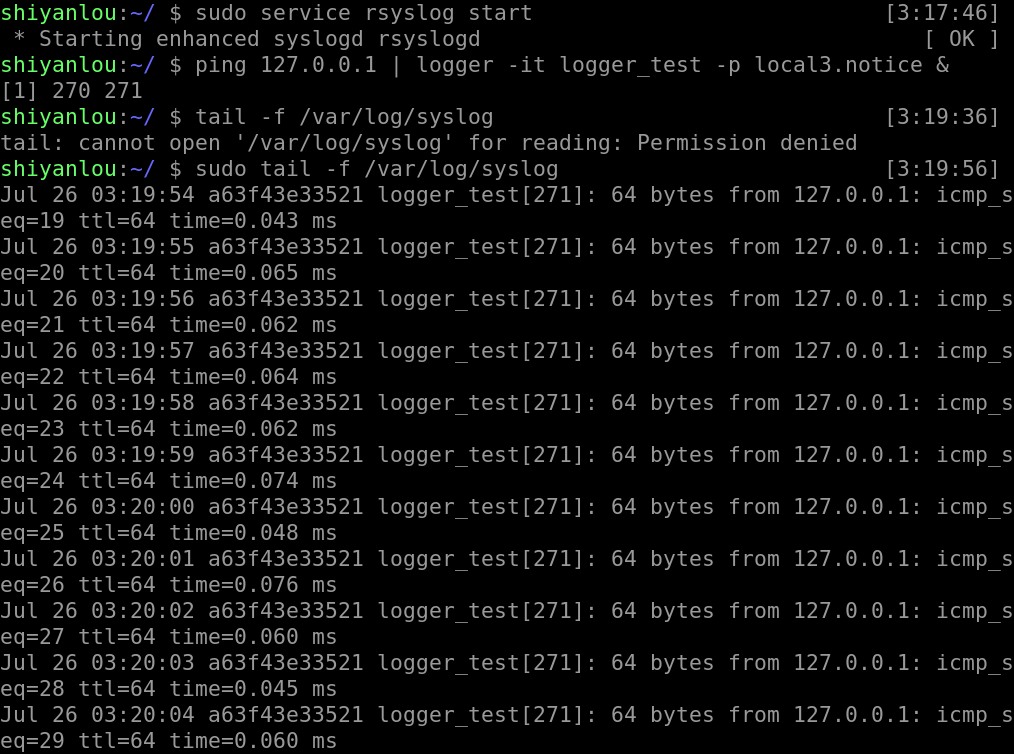 shiyanlou:~/ $ sudo service rsyslog start [3:17:46]
 * Starting enhanced syslogd rsyslogd [ OK ]
shiyanlou:~/ $ ping 127.0.0.1 | logger -it logger_test -p local3.notice &
[1] 270 271
shiyanlou:~/ $ tail -f /var/log/syslog [3:19:36]
tail: cannot open '/var/log/syslog' for reading: Permission denied
shiyanlou:~/ $ sudo tail -f /var/log/syslog [3:19:56]
Jul 26 03:19:54 a63f43e33521 logger_test[271]: 64 bytes from 127.0.0.1: icmp_s
eq=19 ttl=64 time=0.043 ms
Jul 26 03:19:55 a63f43e33521 logger_test[271]: 64 bytes from 127.0.0.1: icmp_s
eq=20 ttl=64 time=0.065 ms
Jul 26 03:19:56 a63f43e33521 logger_test[271]: 64 bytes from 127.0.0.1: icmp_s
eq=21 ttl=64 time=0.062 ms
Jul 26 03:19:57 a63f43e33521 logger_test[271]: 64 bytes from 127.0.0.1: icmp_s
eq=22 ttl=64 time=0.064 ms
Jul 26 03:19:58 a63f43e33521 logger_test[271]: 64 bytes from 127.0.0.1: icmp_s
eq=23 ttl=64 time=0.062 ms
Jul 26 03:19:59 a63f43e33521 logger_test[271]: 64 bytes from 127.0.0.1: icmp_s
eq=24 ttl=64 time=0.074 ms
Jul 26 03:20:00 a63f43e33521 logger_test[271]: 64 bytes from 127.0.0.1: icmp_s
eq=25 ttl=64 time=0.048 ms
Jul 26 03:20:01 a63f43e33521 logger_test[271]: 64 bytes from 127.0.0.1: icmp_s
eq=26 ttl=64 time=0.076 ms
Jul 26 03:20:02 a63f43e33521 logger_test[271]: 64 bytes from 127.0.0.1: icmp_s
eq=27 ttl=64 time=0.060 ms
Jul 26 03:20:03 a63f43e33521 logger_test[271]: 64 bytes from 127.0.0.1: icmp_s
eq=28 ttl=64 time=0.045 ms
Jul 26 03:20:04 a63f43e33521 logger_test[271]: 64 bytes from 127.0.0.1: icmp_s
eq=29 ttl=64 time=0.060 ms